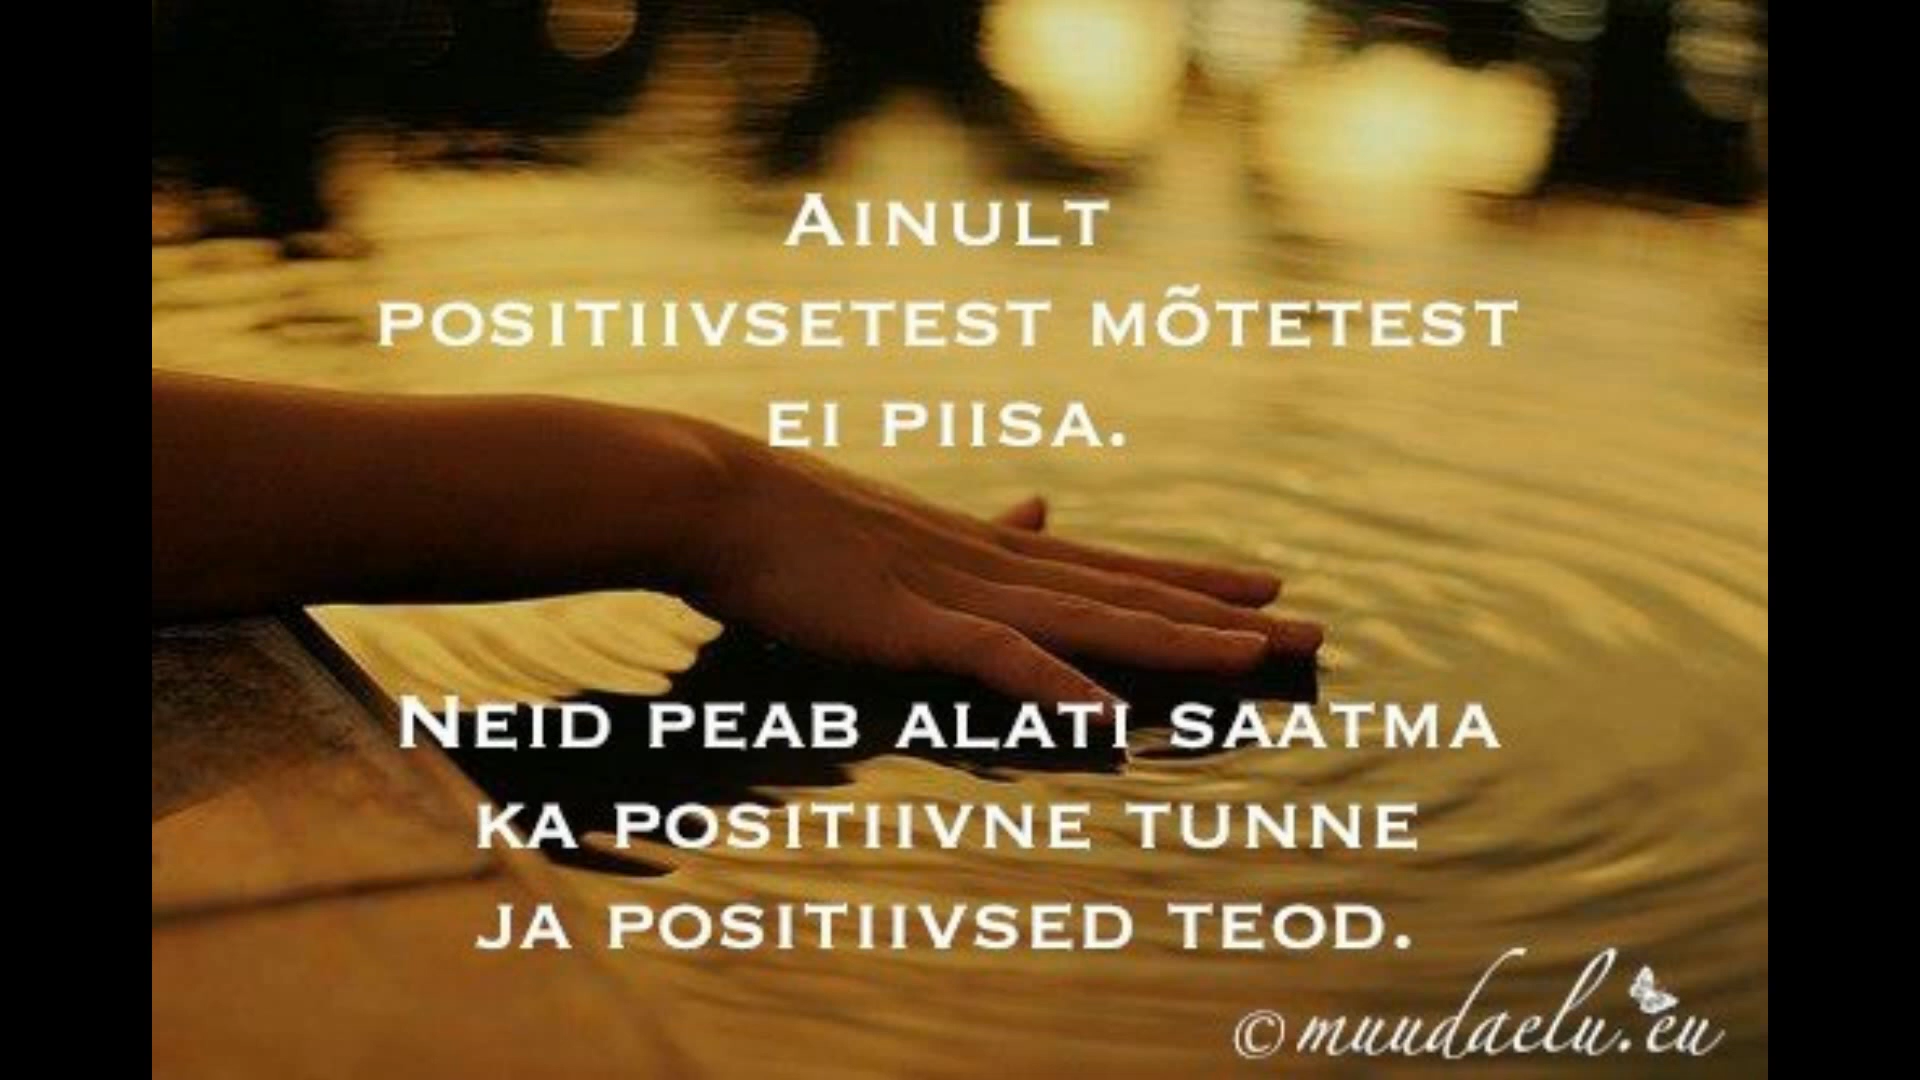 Ainult
positiivsetest mõtetest
ei piisa.
Neid peab alati saatma
ka positiivne tunne
ja positiivsed teod.
© muudaelu.eu